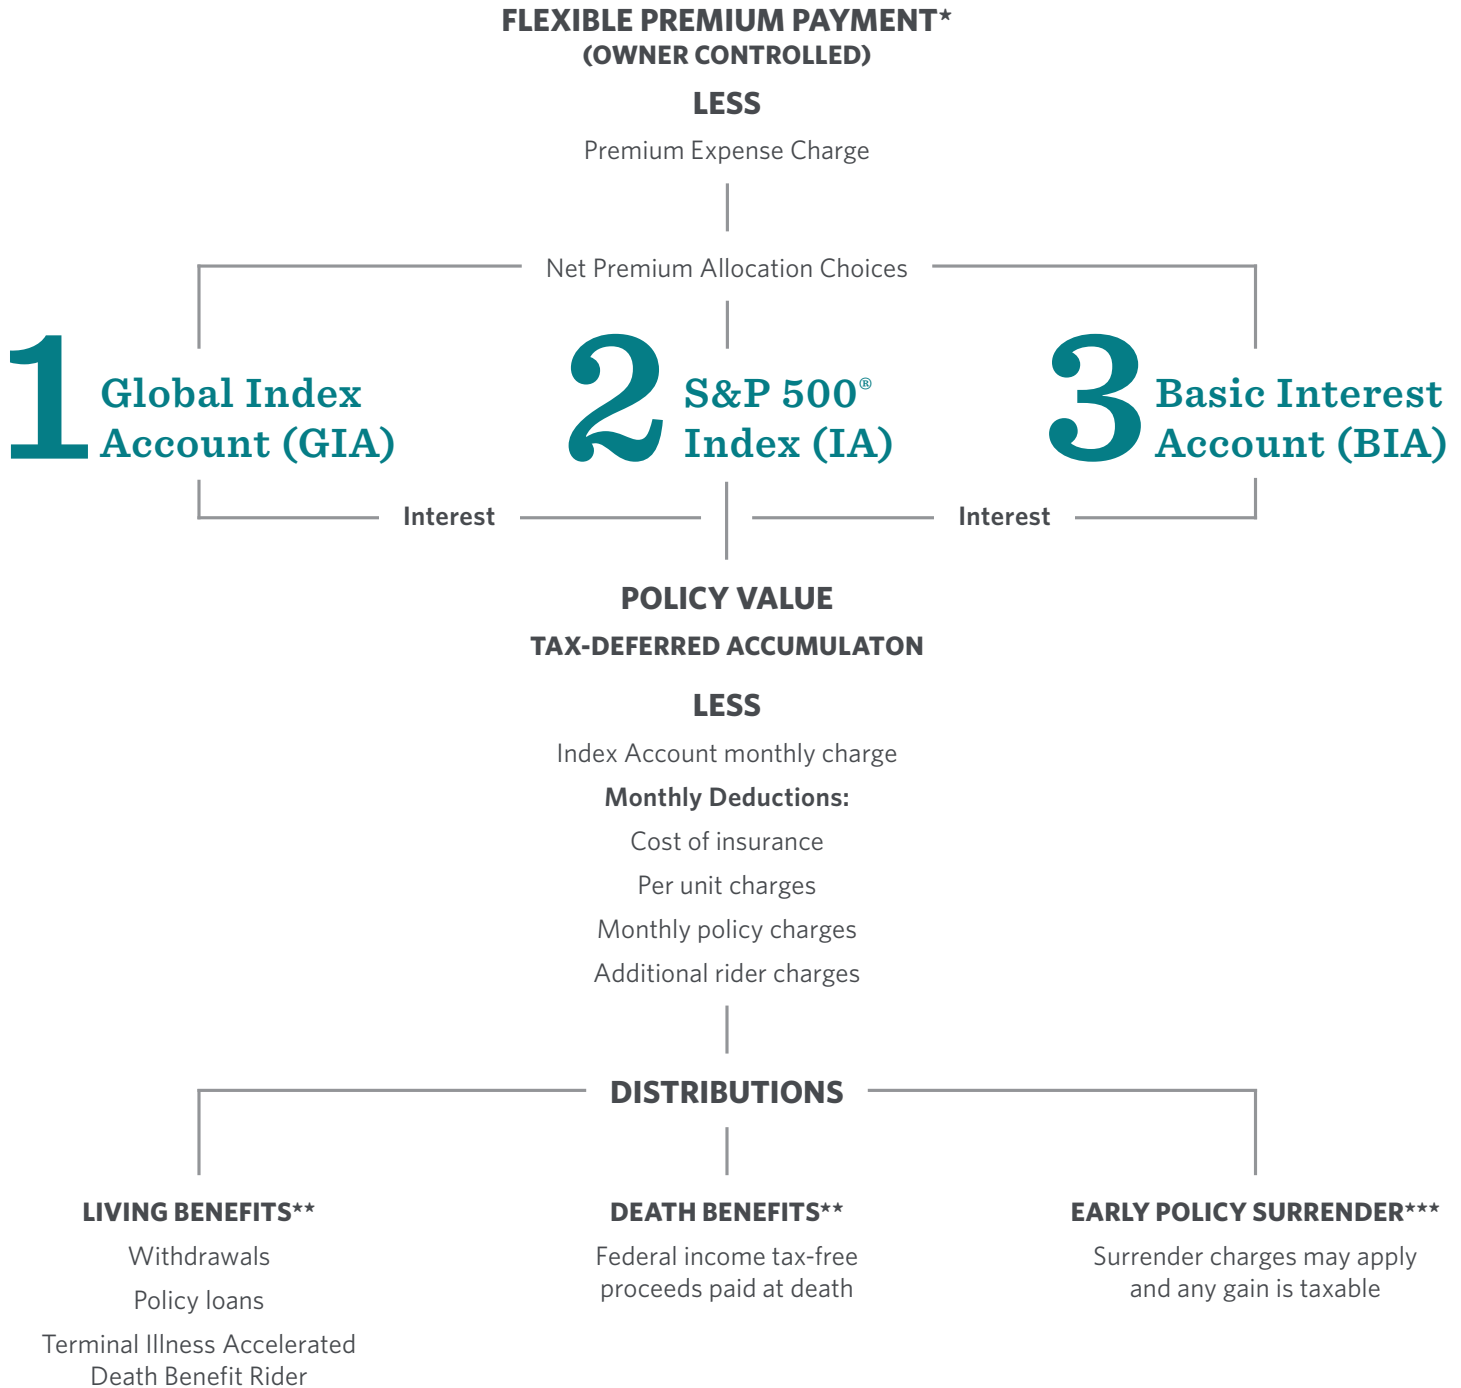 FLEXIBLE PREMIUM PAYMENT★
(OWNER CONTROLLED)
LESS
Premium Expense Charge
Net Premium Allocation Choices
1
Global Index
Account (GIA)
2
S&P 500®
Index (IA)
3
Basic Interest
Account (BIA)
Interest
Interest
POLICY VALUE
TAX-DEFERRED ACCUMULATON
LESS
Index Account monthly charge
Monthly Deductions:
Cost of insurance
Per unit charges
Monthly policy charges
Additional rider charges
DISTRIBUTIONS
LIVING BENEFITS★★
Withdrawals
Policy loans
Terminal Illness Accelerated
Death Benefit Rider
DEATH BENEFITS★★
Federal income tax-free
proceeds paid at death
EARLY POLICY SURRENDER★★★
Surrender charges may apply
and any gain is taxable